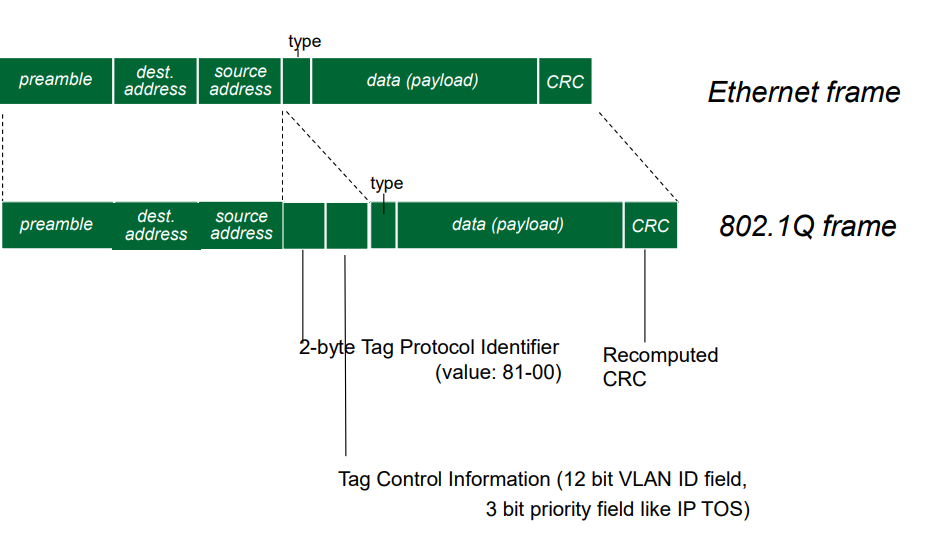 type
preamble
dest.
address
source
address
data (payload)
CRC
Ethernet frame
type
preamble
dest.
address
source
address
data (payload)
CRC
802.1Q frame
2-byte Tag Protocol Identifier
(value: 81-00)
Recomputed
CRC
Tag Control Information (12 bit VLAN ID field,
3 bit priority field like IP TOS)